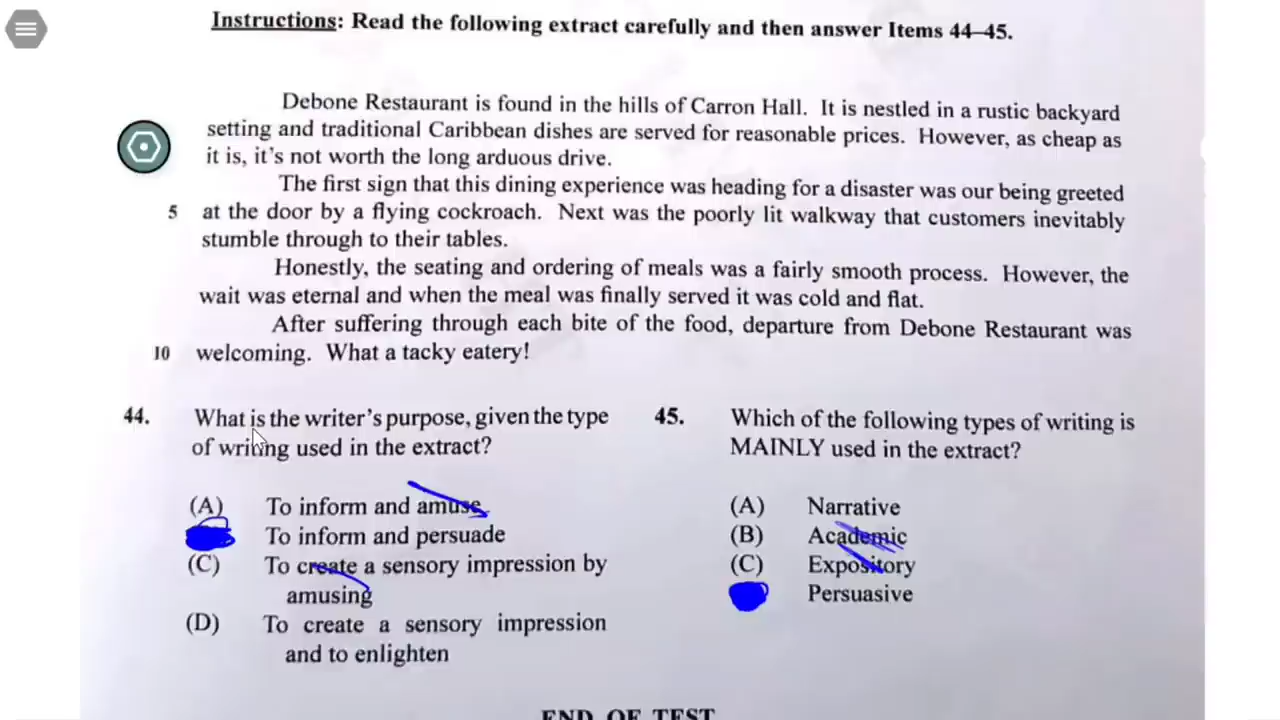 Instructions: Read the following extract carefully and then answer Items 44–45.
Debone Restaurant is found in the hills of Carron Hall. It is nestled in a rustic backyard
setting and traditional Caribbean dishes are served for reasonable prices. However, as cheap as
it is, it's not worth the long arduous drive.
The first sign that this dining experience was heading for a disaster was our being greeted
5 at the door by a flying cockroach. Next was the poorly lit walkway that customers inevitably
stumble through to their tables.
Honestly, the seating and ordering of meals was a fairly smooth process. However, the
wait was eternal and when the meal was finally served it was cold and flat.
After suffering through each bite of the food, departure from Debone Restaurant was
10 welcoming. What a tacky eatery!
44. What is the writer's purpose, given the type
of writing used in the extract?
(A) To inform and amuse
To inform and persuade
(C) To create a sensory impression by
amusing
(D) To create a sensory impression
and to enlighten
45. Which of the following types of writing is
MAINLY used in the extract?
(A) Narrative
(B) Academic
(C) Expository
Persuasive
END OF TEST